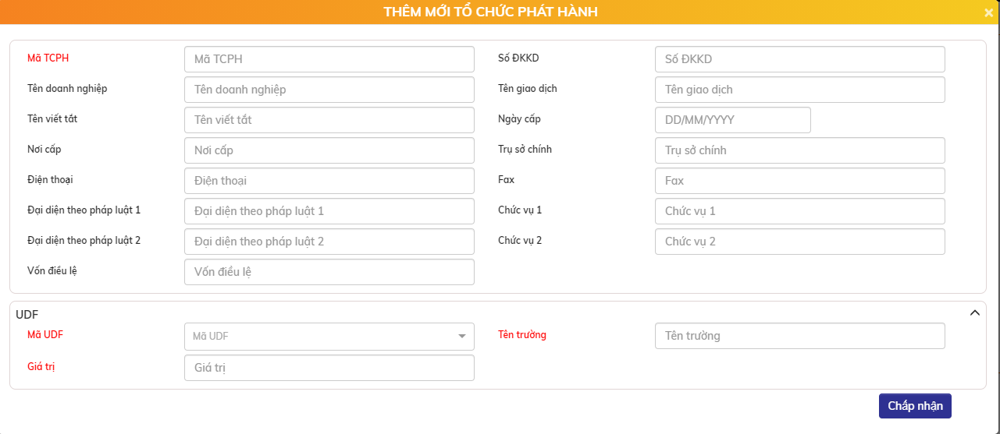 THÊM MỚI TỔ CHỨC PHÁT HÀNH ×
Mã TCPH Mã TCPH Số ĐKKD Số ĐKKD
Tên doanh nghiệp Tên doanh nghiệp Tên giao dịch Tên giao dịch
Tên viết tắt Tên viết tắt Ngày cấp DD/MM/YYYY
Nơi cấp Nơi cấp Trụ sở chính Trụ sở chính
Điện thoại Điện thoại Fax Fax
Đại diện theo pháp luật 1 Đại diện theo pháp luật 1 Chức vụ 1 Chức vụ 1
Đại diện theo pháp luật 2 Đại diện theo pháp luật 2 Chức vụ 2 Chức vụ 2
Vốn điều lệ Vốn điều lệ
UDF
Mã UDF Mã UDF Tên trường Tên trường
Giá trị Giá trị
Chấp nhận